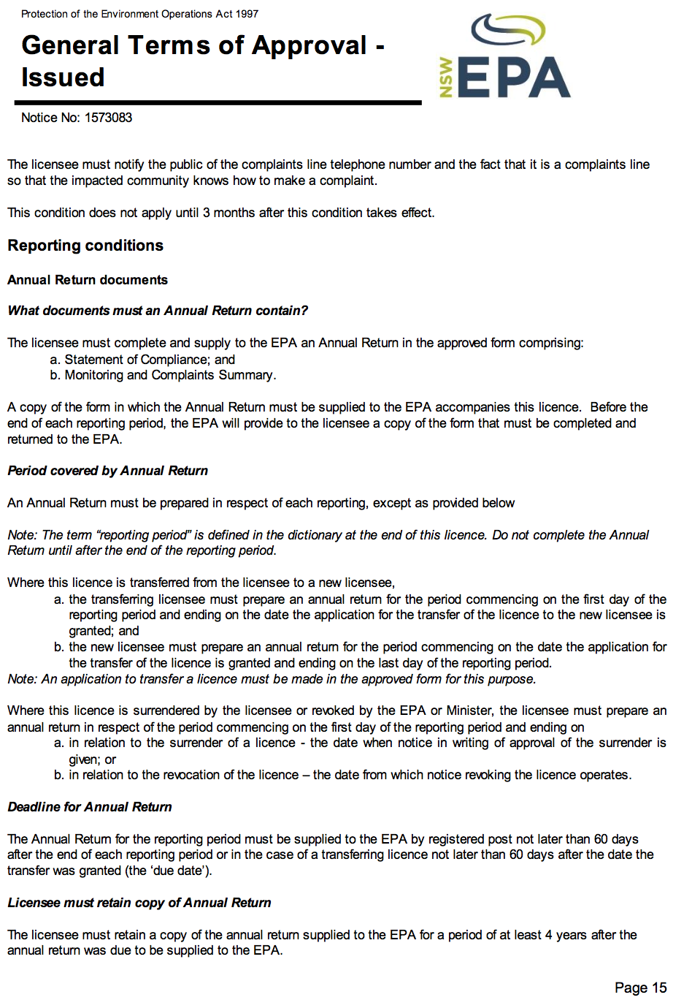 Protection of the Environment Operations Act 1997
General Terms of Approval -
Issued
NSW EPA
Notice No: 1573083
The licensee must notify the public of the complaints line telephone number and the fact that it is a complaints line
so that the impacted community knows how to make a complaint.
This condition does not apply until 3 months after this condition takes effect.
Reporting conditions
Annual Return documents
What documents must an Annual Return contain?
The licensee must complete and supply to the EPA an Annual Return in the approved form comprising:
a. Statement of Compliance; and
b. Monitoring and Complaints Summary.
A copy of the form in which the Annual Return must be supplied to the EPA accompanies this licence.  Before the
end of each reporting period, the EPA will provide to the licensee a copy of the form that must be completed and
returned to the EPA.
Period covered by Annual Return
An Annual Return must be prepared in respect of each reporting, except as provided below
Note: The term “reporting period” is defined in the dictionary at the end of this licence. Do not complete the Annual
Return until after the end of the reporting period.
Where this licence is transferred from the licensee to a new licensee,
a. the transferring licensee must prepare an annual return for the period commencing on the first day of the
reporting period and ending on the date the application for the transfer of the licence to the new licensee is
granted; and
b. the new licensee must prepare an annual return for the period commencing on the date the application for
the transfer of the licence is granted and ending on the last day of the reporting period.
Note: An application to transfer a licence must be made in the approved form for this purpose.
Where this licence is surrendered by the licensee or revoked by the EPA or Minister, the licensee must prepare an
annual return in respect of the period commencing on the first day of the reporting period and ending on
a. in relation to the surrender of a licence - the date when notice in writing of approval of the surrender is
given; or
b. in relation to the revocation of the licence – the date from which notice revoking the licence operates.
Deadline for Annual Return
The Annual Return for the reporting period must be supplied to the EPA by registered post not later than 60 days
after the end of each reporting period or in the case of a transferring licence not later than 60 days after the date the
transfer was granted (the ‘due date’).
Licensee must retain copy of Annual Return
The licensee must retain a copy of the annual return supplied to the EPA for a period of at least 4 years after the
annual return was due to be supplied to the EPA.
Page 15